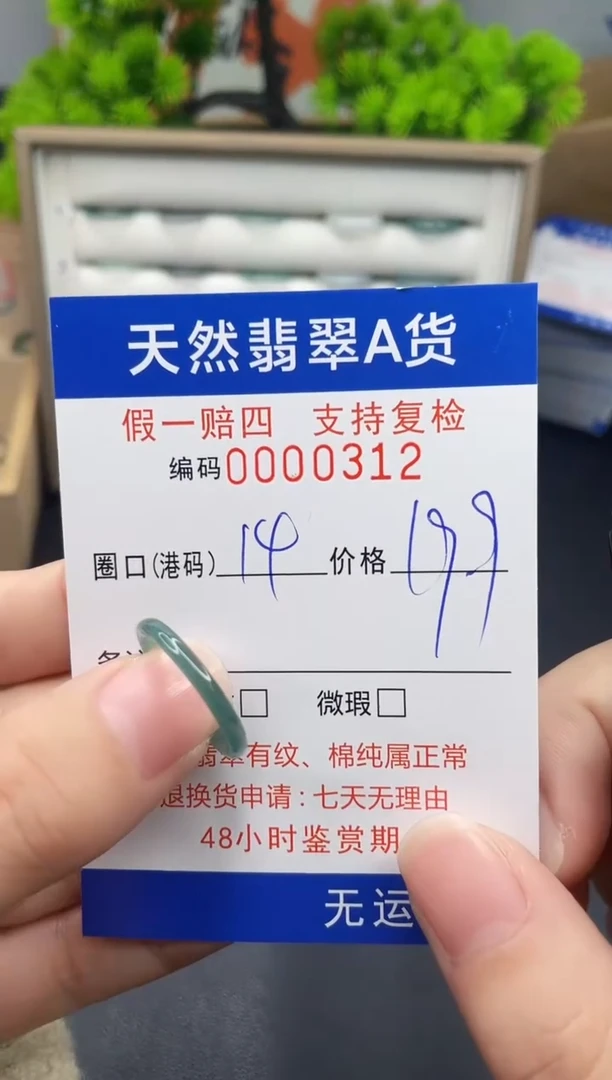 天然翡翠A货
假一赔四 支持复检
编码0000312
圈口(港码) 14 价格 199
微瑕
翡翠有纹、棉纯属正常
退换货申请：七天无理由
48小时鉴赏期
无运